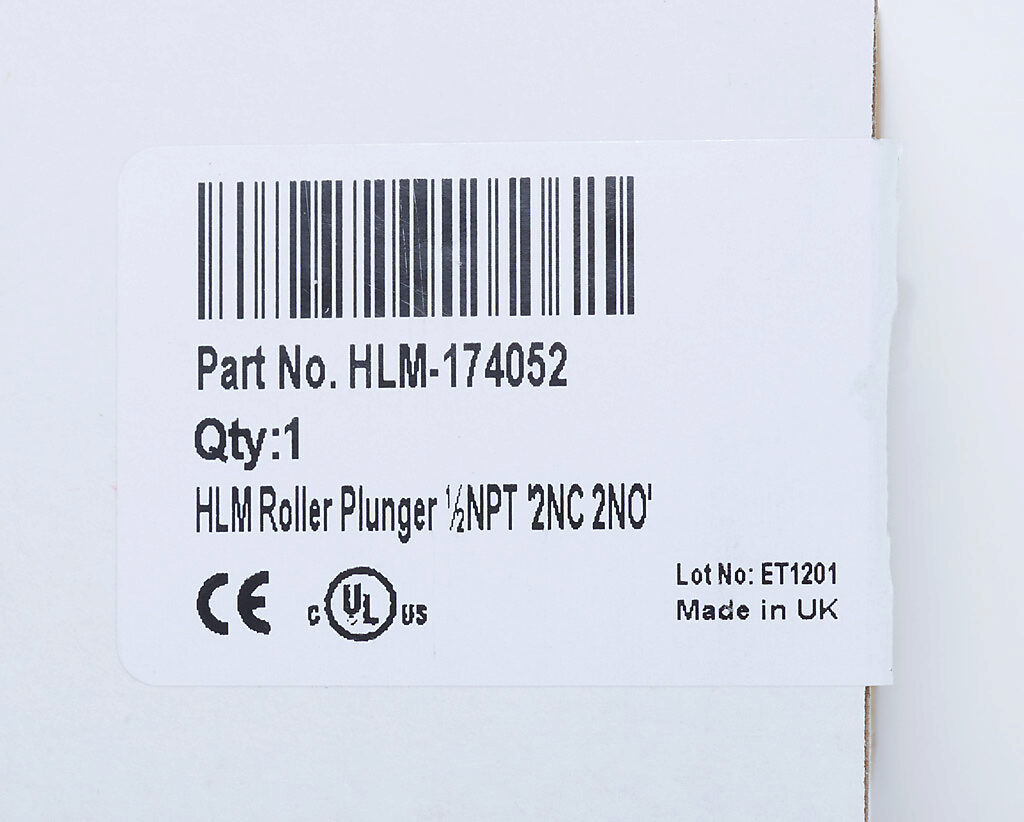 Part No. HLM-174052
Qty:1
HLM Roller Plunger ½NPT '2NC 2NO'
CE
C UL US
Lot No: ET1201
Made in UK